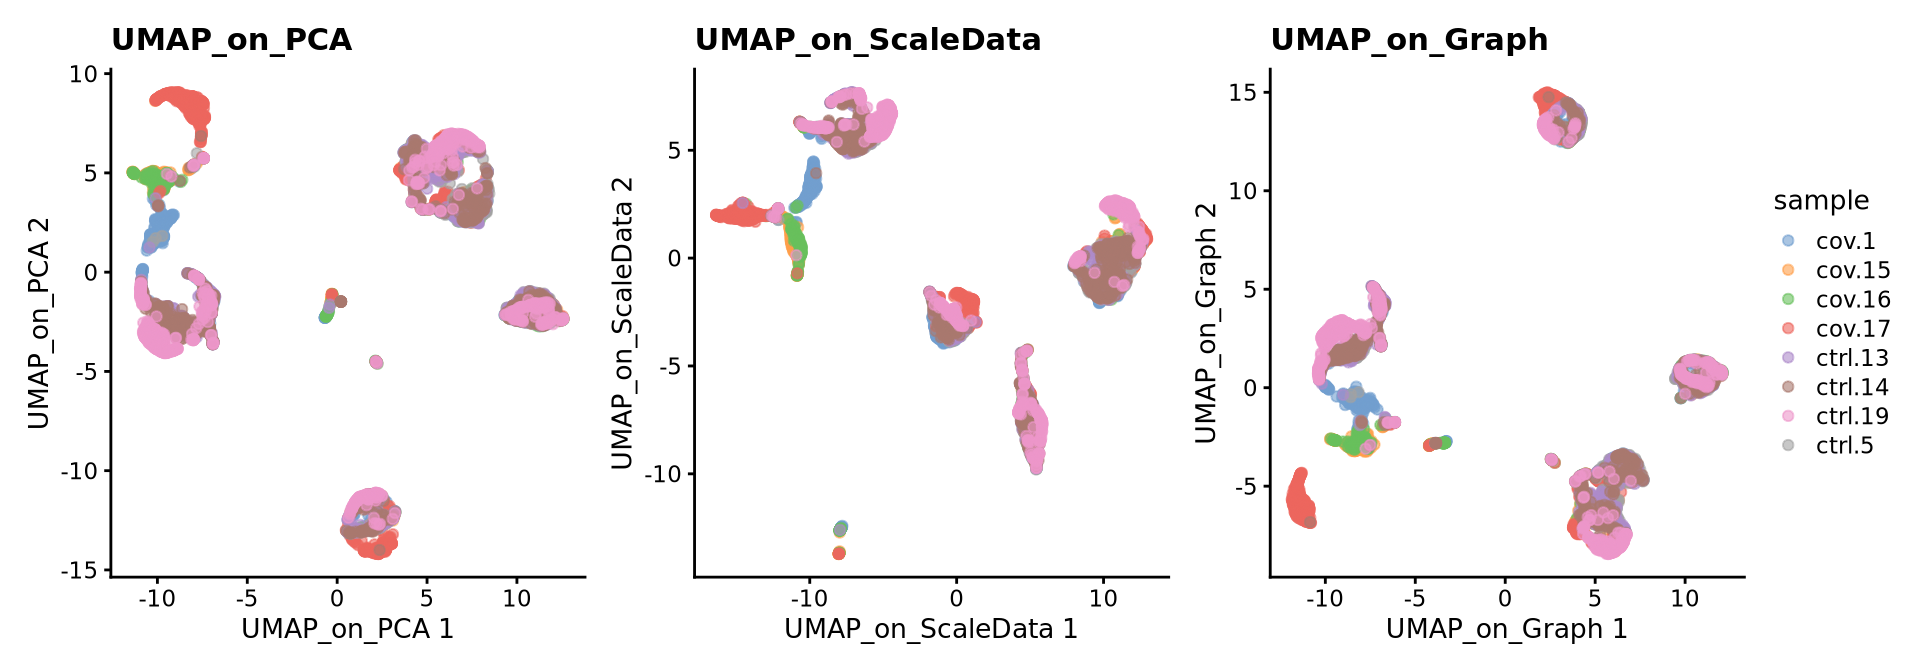 UMAP_on_PCA
10
5
0
-5
-10
-15
-10
-5
0
5
10
UMAP_on_PCA 1
UMAP_on_PCA 2
UMAP_on_ScaleData
5
0
-5
-10
-10
0
10
UMAP_on_ScaleData 1
UMAP_on_ScaleData 2
UMAP_on_Graph
15
10
5
0
-5
-10
-5
0
5
10
UMAP_on_Graph 1
UMAP_on_Graph 2
sample
cov.1
cov.15
cov.16
cov.17
ctrl.13
ctrl.14
ctrl.19
ctrl.5